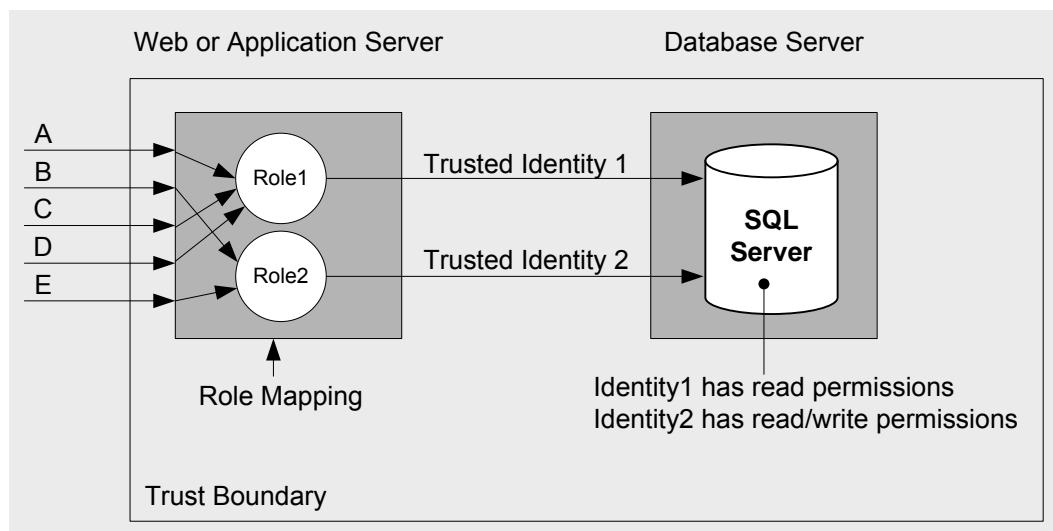 Web or Application Server
Database Server
A
B
C
D
E
Role1
Role2
Trusted Identity 1
Trusted Identity 2
SQL
Server
Role Mapping
Identity1 has read permissions
Identity2 has read/write permissions
Trust Boundary